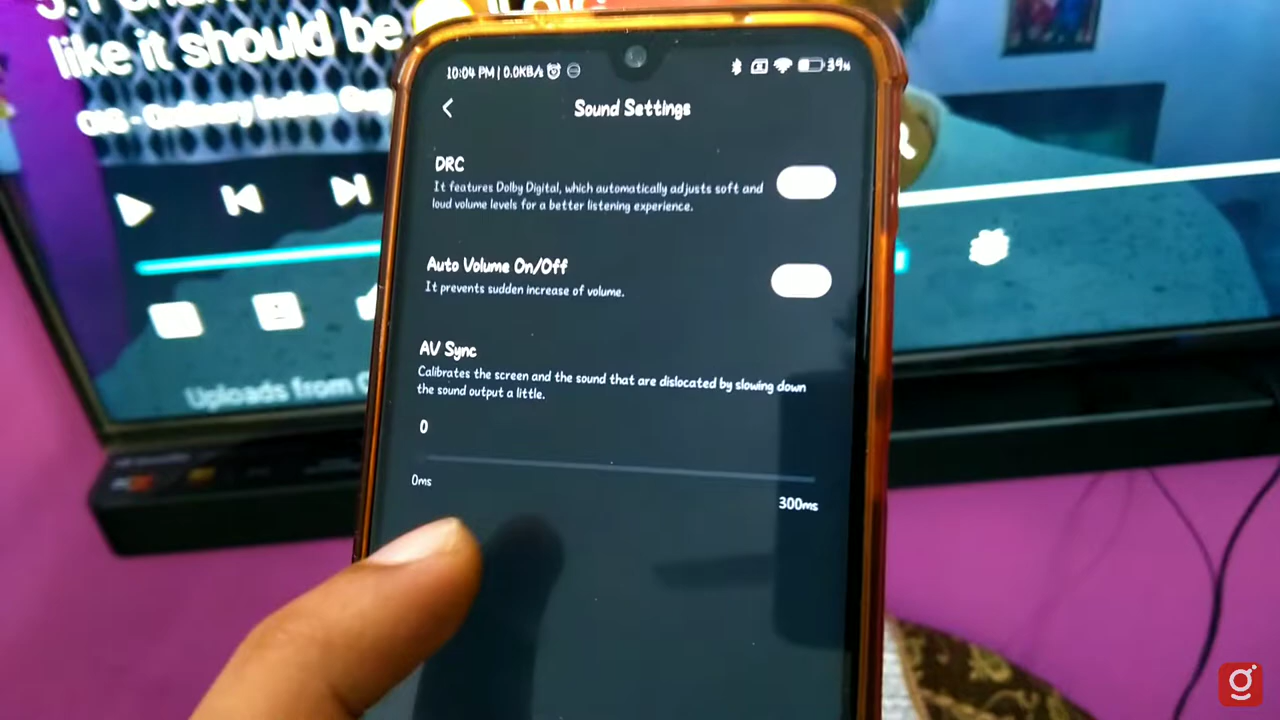 like it should be
10:04 PM | 0.0KB/s
39%
Sound Settings
DRC
It features Dolby Digital, which automatically adjusts soft and
loud volume levels for a better listening experience.
Auto Volume On/Off
It prevents sudden increase of volume.
AV Sync
Calibrates the screen and the sound that are dislocated by slowing down
the sound output a little.
0
0ms
300ms
Uploads from